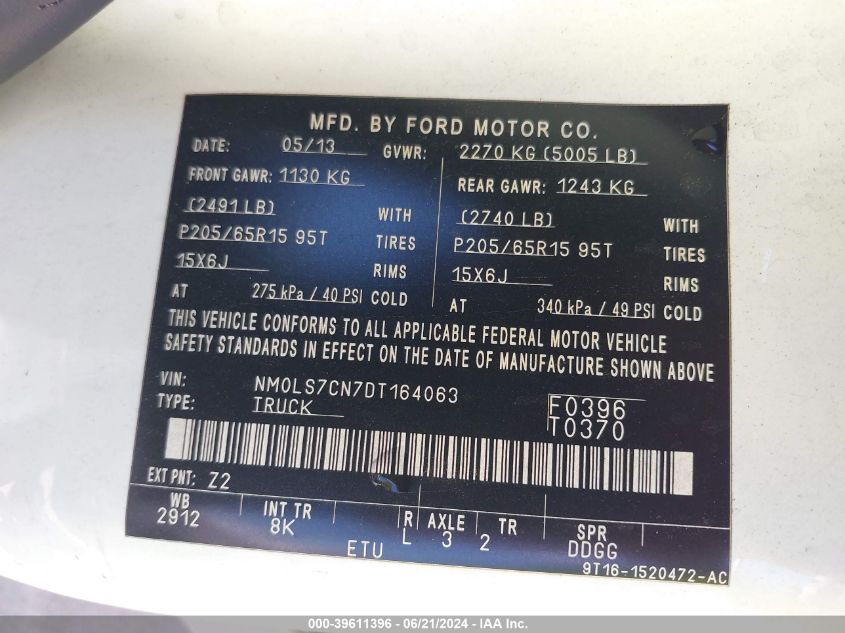 MFD. BY FORD MOTOR CO.
DATE: 05/13 GVWR: 2270 KG (5005 LB)
FRONT GAWR: 1130 KG REAR GAWR: 1243 KG
(2491 LB) WITH (2740 LB) WITH
P205/65R15 95T TIRES P205/65R15 95T TIRES
15X6J RIMS 15X6J RIMS
AT 275 kPa / 40 PSI COLD AT 340 kPa / 49 PSI COLD
THIS VEHICLE CONFORMS TO ALL APPLICABLE FEDERAL MOTOR VEHICLE
SAFETY STANDARDS IN EFFECT ON THE DATE OF MANUFACTURE SHOWN ABOVE
VIN: NM0LS7CN7DT164063 F0396
TYPE: TRUCK T0370
EXT PNT: Z2
WB INT TR R AXLE TR SPR
2912 8K L 3 2 DDGG
ETU 9T16-1520472-AC
000-39611396 - 06/21/2024 - IAA Inc.